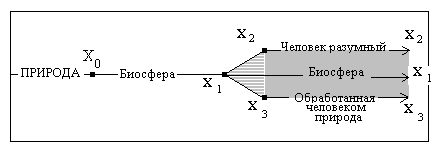 X2 Человек разумный X2
ПРИРОДА X0 Биосфера X1 Биосфера X1
X3 Обработанная человеком природа X3